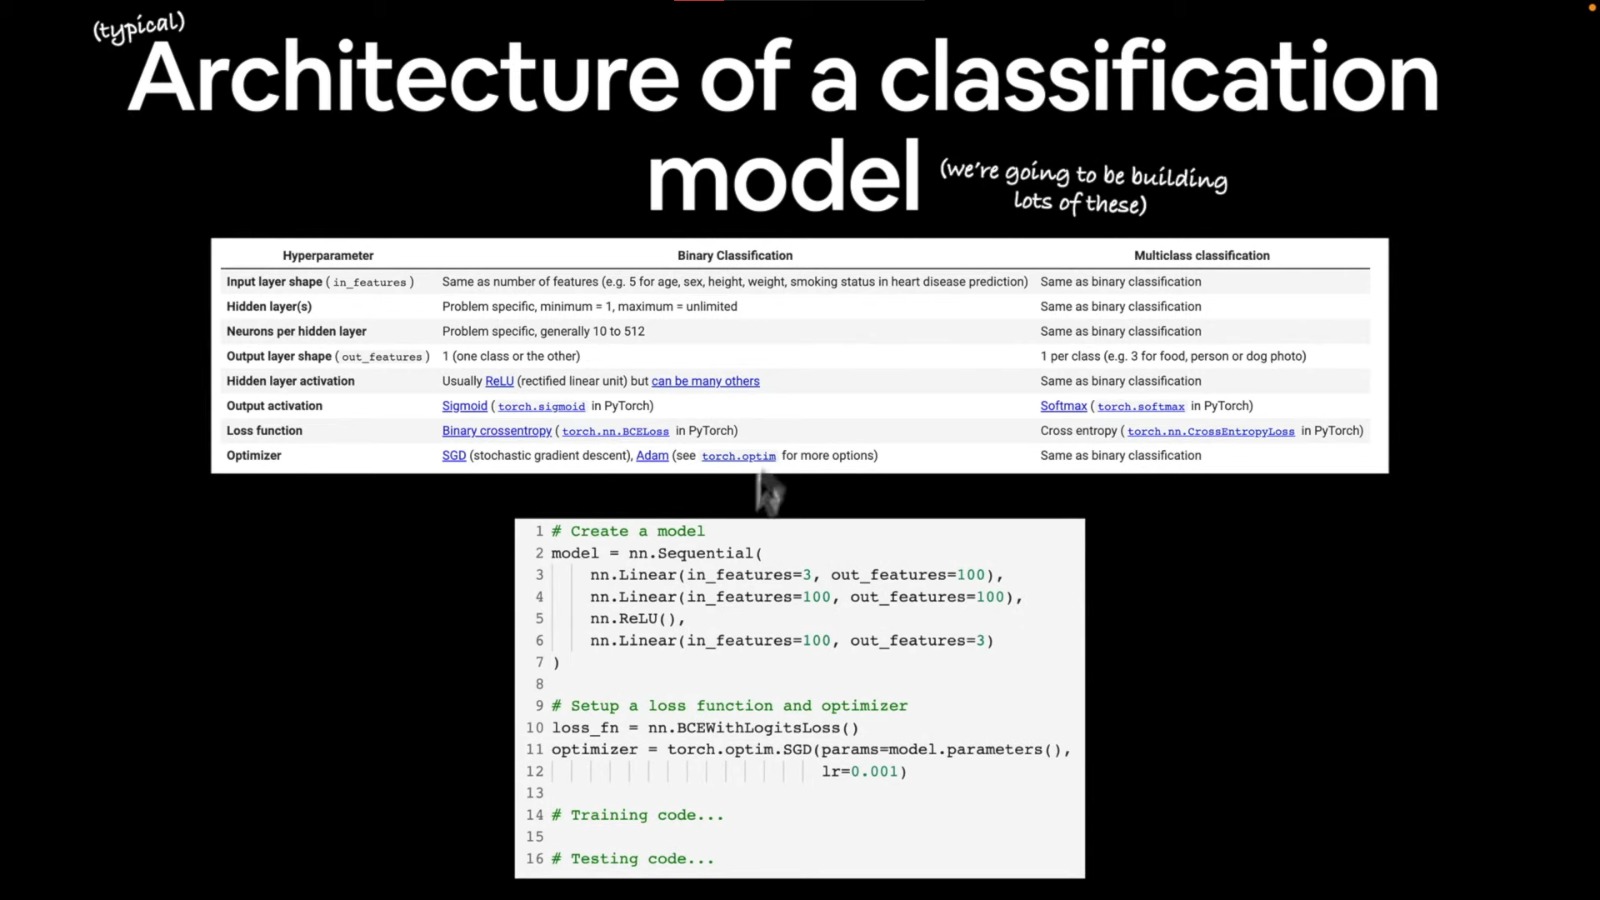 (typical)
Architecture of a classification
model
(we're going to be building
lots of these)
Hyperparameter Binary Classification Multiclass classification
Input layer shape ( in_features ) Same as number of features (e.g. 5 for age, sex, height, weight, smoking status in heart disease prediction) Same as binary classification
Hidden layer(s) Problem specific, minimum = 1, maximum = unlimited Same as binary classification
Neurons per hidden layer Problem specific, generally 10 to 512 Same as binary classification
Output layer shape ( out_features ) 1 (one class or the other) 1 per class (e.g. 3 for food, person or dog photo)
Hidden layer activation Usually ReLU (rectified linear unit) but can be many others Same as binary classification
Output activation Sigmoid ( torch.sigmoid in PyTorch) Softmax ( torch.softmax in PyTorch)
Loss function Binary crossentropy ( torch.nn.BCELoss in PyTorch) Cross entropy ( torch.nn.CrossEntropyLoss in PyTorch)
Optimizer SGD (stochastic gradient descent), Adam (see torch.optim for more options) Same as binary classification
1 # Create a model
2 model = nn.Sequential(
3 nn.Linear(in_features=3, out_features=100),
4 nn.Linear(in_features=100, out_features=100),
5 nn.ReLU(),
6 nn.Linear(in_features=100, out_features=3)
7 )
8
9 # Setup a loss function and optimizer
10 loss_fn = nn.BCEWithLogitsLoss()
11 optimizer = torch.optim.SGD(params=model.parameters(),
12 lr=0.001)
13
14 # Training code...
15
16 # Testing code...